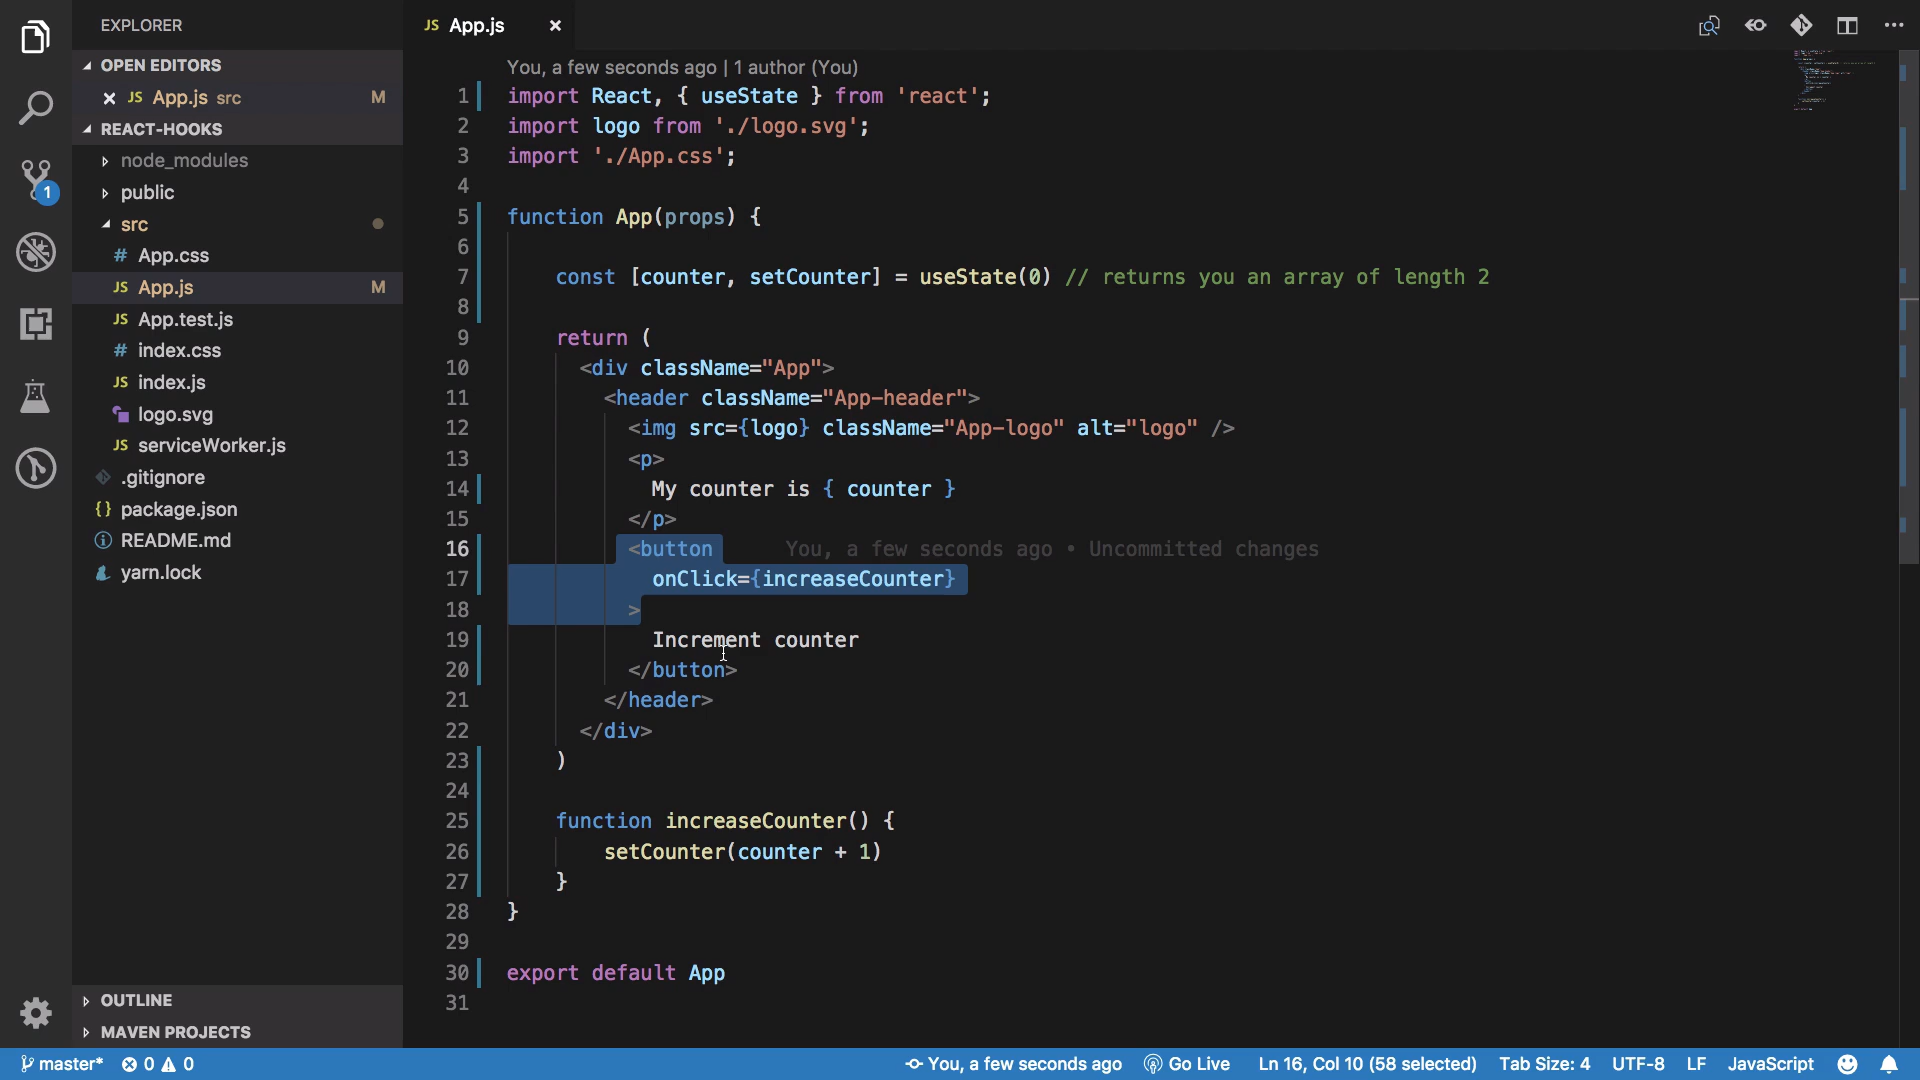 EXPLORER
OPEN EDITORS
JS App.js src M
REACT-HOOKS
node_modules
public
src
# App.css
JS App.js M
JS App.test.js
# index.css
JS index.js
logo.svg
JS serviceWorker.js
.gitignore
{} package.json
README.md
yarn.lock
OUTLINE
MAVEN PROJECTS
1
JS App.js
You, a few seconds ago | 1 author (You)
1 import React, { useState } from 'react';
2 import logo from './logo.svg';
3 import './App.css';
4
5 function App(props) {
6
7 const [counter, setCounter] = useState(0) // returns you an array of length 2
8
9 return (
10 <div className="App">
11 <header className="App-header">
12 <img src={logo} className="App-logo" alt="logo" />
13 <p>
14 My counter is { counter }
15 </p>
16 <button You, a few seconds ago • Uncommitted changes
17 onClick={increaseCounter}
18 >
19 Increment counter
20 </button>
21 </header>
22 </div>
23 )
24
25 function increaseCounter() {
26 setCounter(counter + 1)
27 }
28 }
29
30 export default App
31
master* 0 0 You, a few seconds ago Go Live Ln 16, Col 10 (58 selected) Tab Size: 4 UTF-8 LF JavaScript